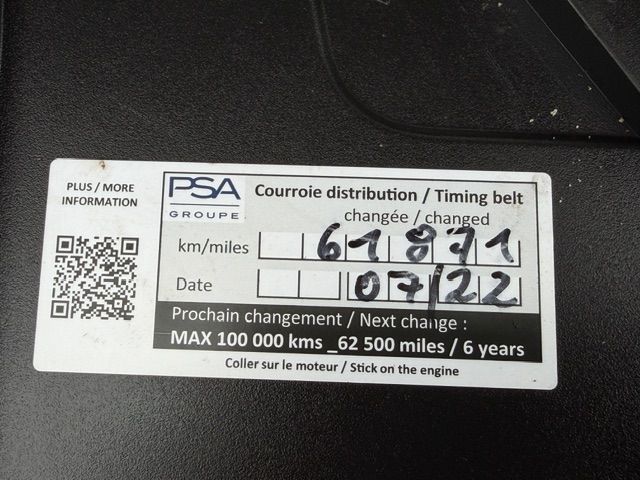 PLUS / MORE
INFORMATION
PSA
GROUPE
Courroie distribution / Timing belt
changée / changed
km/miles 61871
Date 07/22
Prochain changement / Next change :
MAX 100 000 kms _62 500 miles / 6 years
Coller sur le moteur / Stick on the engine